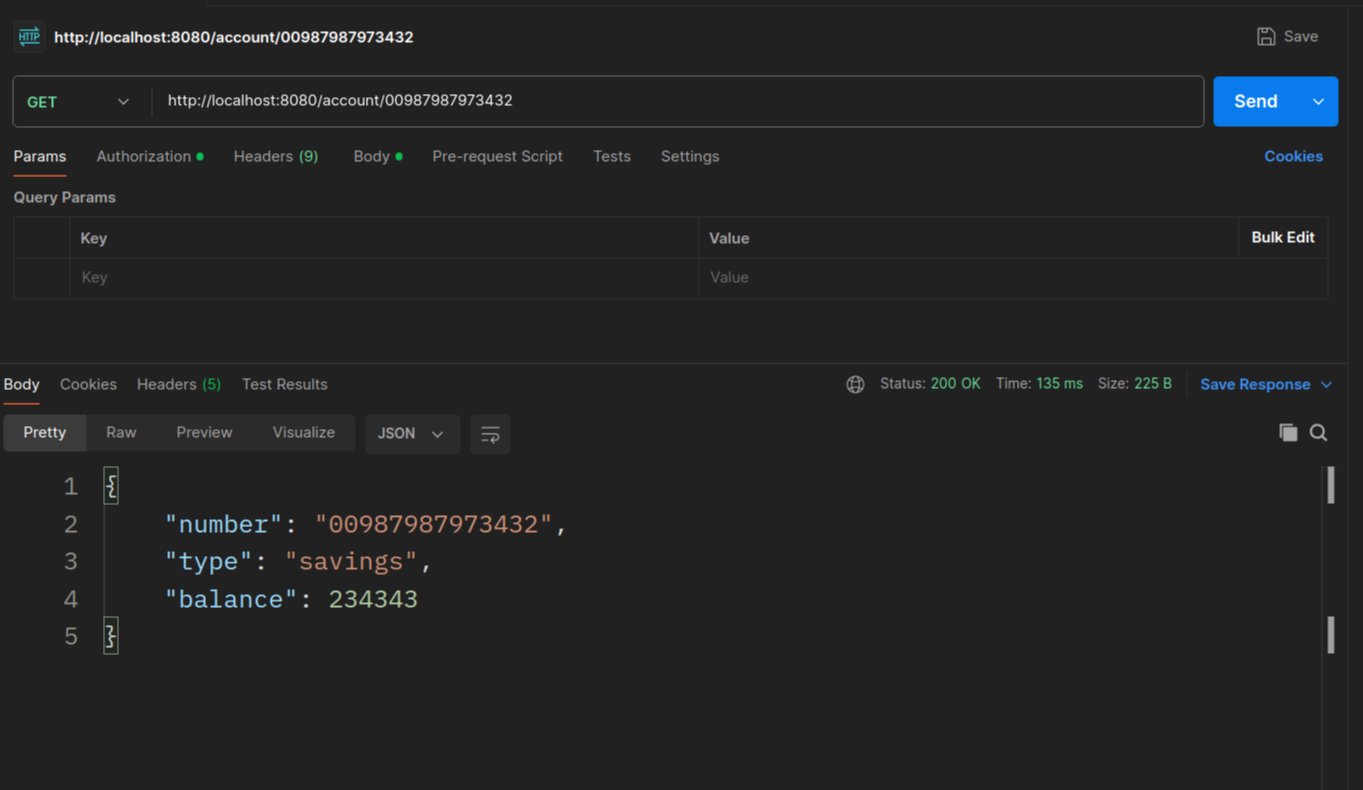 HTTP http://localhost:8080/account/00987987973432 Save
GET http://localhost:8080/account/00987987973432 Send
Params Authorization Headers (9) Body Pre-request Script Tests Settings Cookies
Query Params
Key Value Bulk Edit
Key Value
Body Cookies Headers (5) Test Results Status: 200 OK Time: 135 ms Size: 225 B Save Response
Pretty Raw Preview Visualize JSON
1 {
2 "number": "00987987973432",
3 "type": "savings",
4 "balance": 234343
5 }